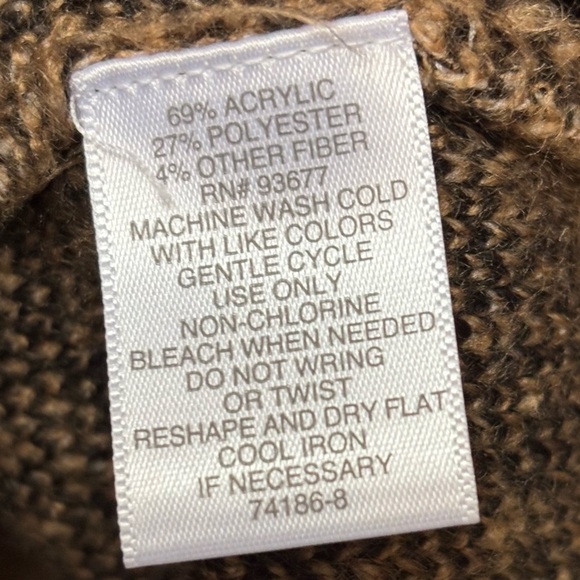 69% ACRYLIC
27% POLYESTER
4% OTHER FIBER
RN# 93677
MACHINE WASH COLD
WITH LIKE COLORS
GENTLE CYCLE
USE ONLY
NON-CHLORINE
BLEACH WHEN NEEDED
DO NOT WRING
OR TWIST
RESHAPE AND DRY FLAT
COOL IRON
IF NECESSARY
74186-8